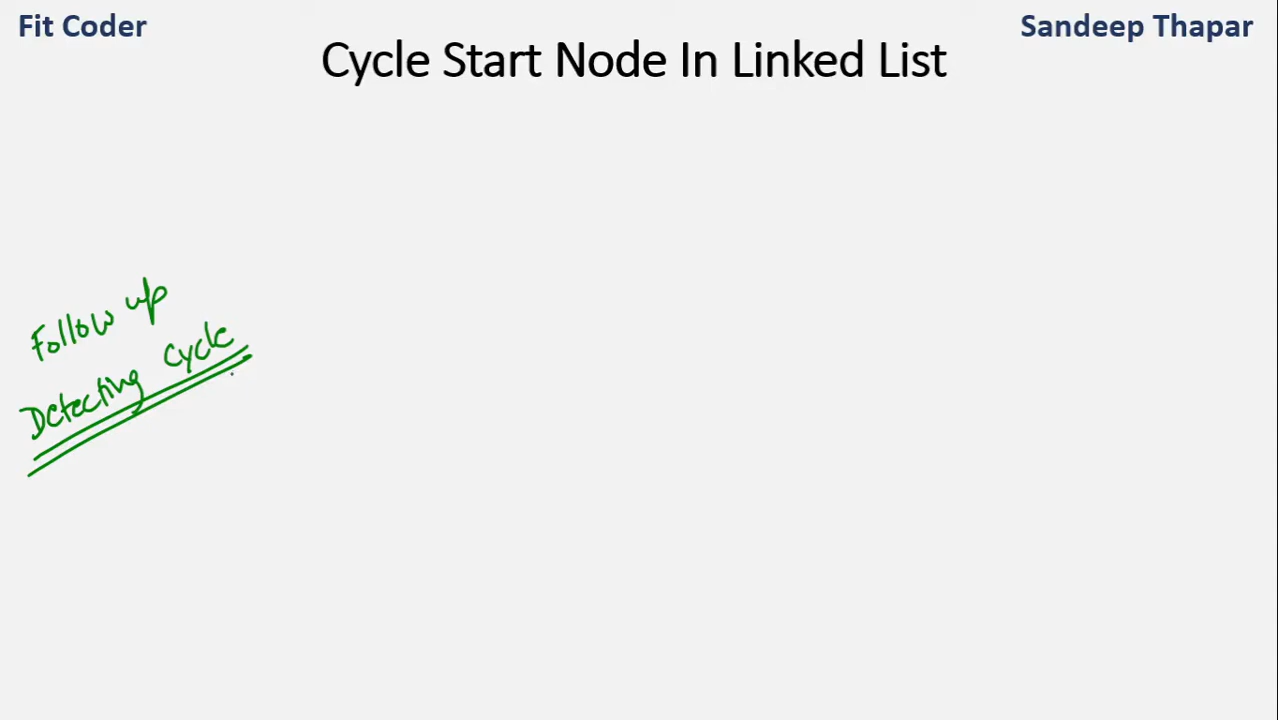 Fit Coder
Sandeep Thapar
Cycle Start Node In Linked List
Follow up
Detecting Cycle